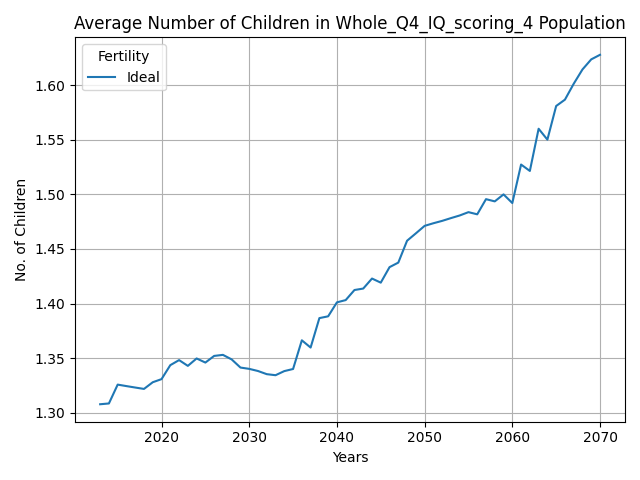 Average Number of Children in Whole_Q4_IQ_scoring_4 Population
Fertility
Ideal
1.60
1.55
1.50
1.45
1.40
1.35
1.30
No. of Children
2020 2030 2040 2050 2060 2070
Years